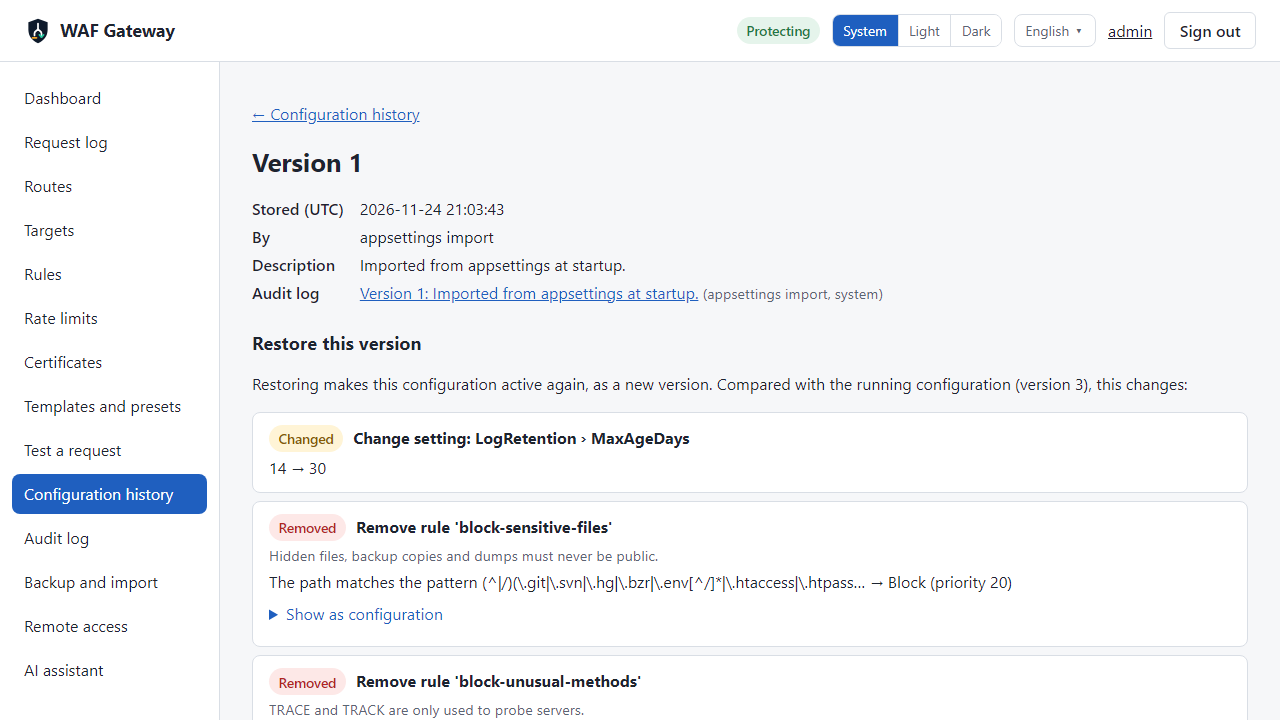 WAF Gateway
Protecting
System Light Dark
English ▾
admin
Sign out
Dashboard
Request log
Routes
Targets
Rules
Rate limits
Certificates
Templates and presets
Test a request
Configuration history
Audit log
Backup and import
Remote access
AI assistant
← Configuration history
Version 1
Stored (UTC) 2026-11-24 21:03:43
By appsettings import
Description Imported from appsettings at startup.
Audit log Version 1: Imported from appsettings at startup. (appsettings import, system)
Restore this version
Restoring makes this configuration active again, as a new version. Compared with the running configuration (version 3), this changes:
Changed Change setting: LogRetention › MaxAgeDays
14 → 30
Removed Remove rule 'block-sensitive-files'
Hidden files, backup copies and dumps must never be public.
The path matches the pattern (^|/)(\.git|\.svn|\.hg|\.bzr|\.env[^/]*|\.htaccess|\.htpass… → Block (priority 20)
▶ Show as configuration
Removed Remove rule 'block-unusual-methods'
TRACE and TRACK are only used to probe servers.